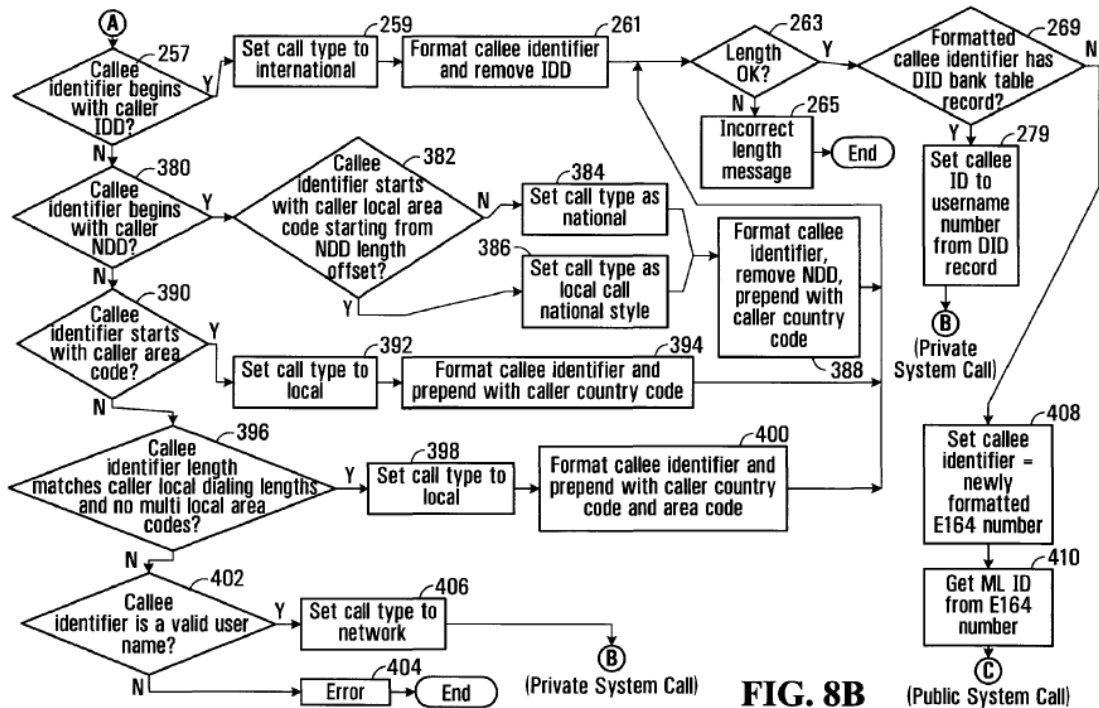 A
257
Callee
identifier begins
with caller
IDD?
Y
N
259
Set call type to
international
261
Format callee identifier
and remove IDD
263
Length
OK?
Y
N
265
Incorrect
length
message
End
269
Formatted
callee identifier has
DID bank table
record?
N
Y
279
Set callee
ID to
username
number
from DID
record
B
(Private
System Call)
380
Callee
identifier begins
with caller
NDD?
Y
N
382
Callee
identifier starts
with caller local area
code starting from
NDD length
offset?
N
Y
384
Set call type as
national
386
Set call type as
local call
national style
Format callee
identifier,
remove NDD,
prepend with
caller country
code
388
390
Callee
identifier starts
with caller area
code?
Y
N
392
Set call type to
local
394
Format callee identifier and
prepend with caller country code
396
Callee
identifier length
matches caller local dialing lengths
and no multi local area
codes?
Y
N
398
Set call type to
local
400
Format callee identifier and
prepend with caller country
code and area code
408
Set callee
identifier =
newly
formatted
E164 number
410
Get ML ID
from E164
number
C
(Public System Call)
402
Callee
identifier is a valid user
name?
Y
N
406
Set call type to
network
B
(Private System Call)
404
Error
End
FIG. 8B